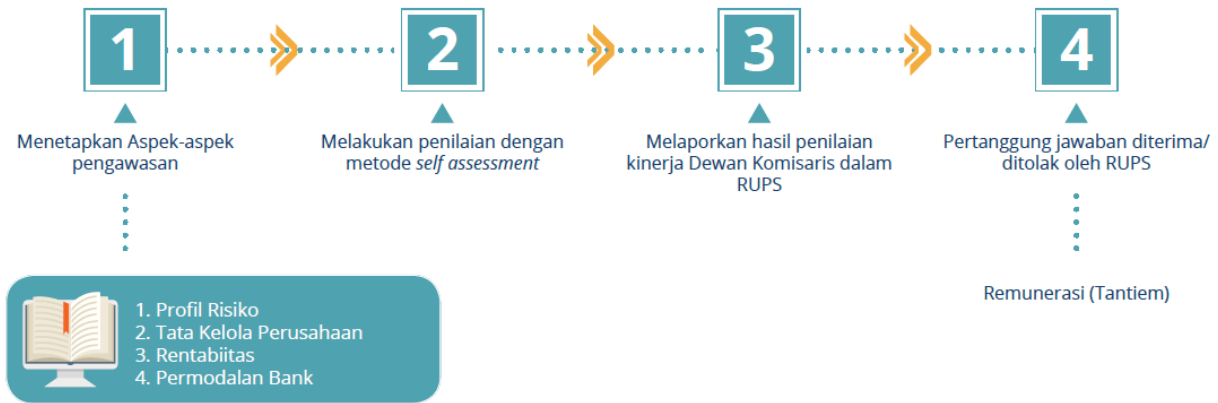 1
2
3
4
Menetapkan Aspek-aspek
pengawasan
Melakukan penilaian dengan
metode self assessment
Melaporkan hasil penilaian
kinerja Dewan Komisaris dalam
RUPS
Pertanggung jawaban diterima/
ditolak oleh RUPS
1. Profil Risiko
2. Tata Kelola Perusahaan
3. Rentabiitas
4. Permodalan Bank
Remunerasi (Tantiem)